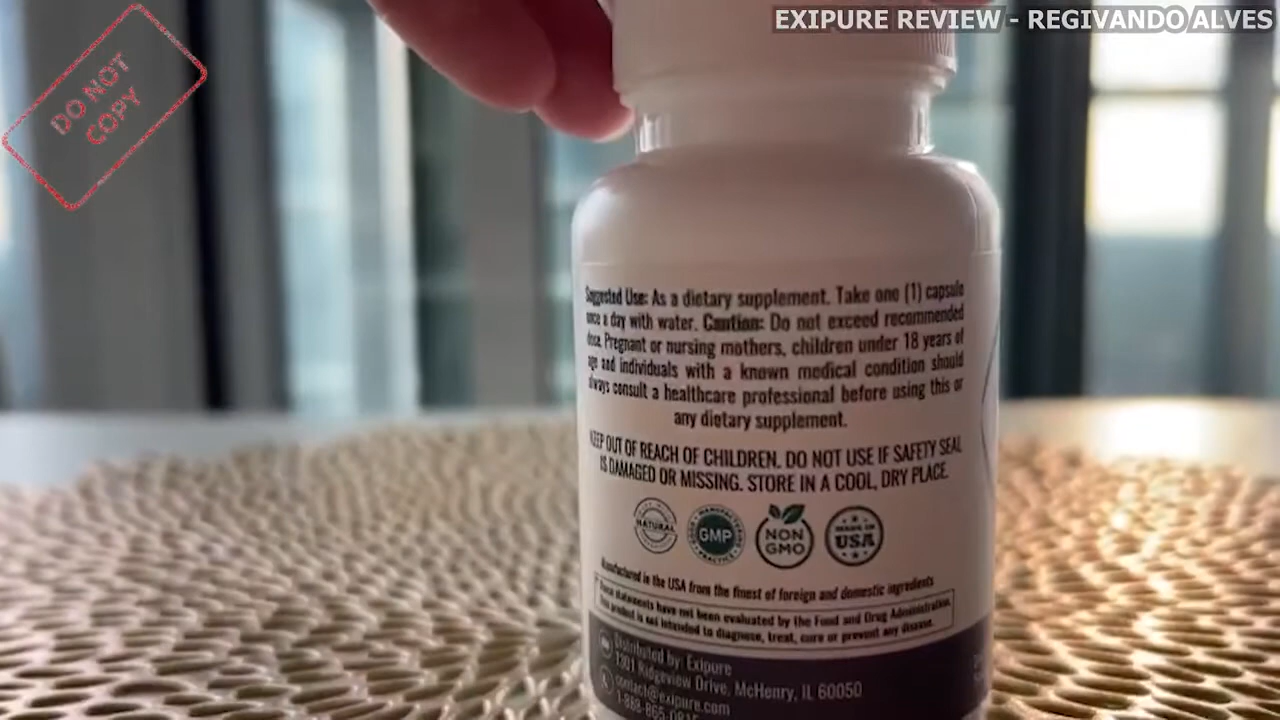 EXIPURE REVIEW - REGIVANDO ALVES
DO NOT
COPY
Suggested Use: As a dietary supplement. Take one (1) capsule
once a day with water. Caution: Do not exceed recommended
dose. Pregnant or nursing mothers, children under 18 years of
age and individuals with a known medical condition should
always consult a healthcare professional before using this or
any dietary supplement.
KEEP OUT OF REACH OF CHILDREN. DO NOT USE IF SAFETY SEAL
IS DAMAGED OR MISSING. STORE IN A COOL, DRY PLACE.
NATURAL
GMP
NON
GMO
MADE IN
USA
Manufactured in the USA from the finest of foreign and domestic ingredients
These statements have not been evaluated by the Food and Drug Administration.
This product is not intended to diagnose, treat, cure or prevent any disease.
Distributed by: Exipure
1301 Ridgeview Drive, McHenry, IL 60050
contact@exipure.com